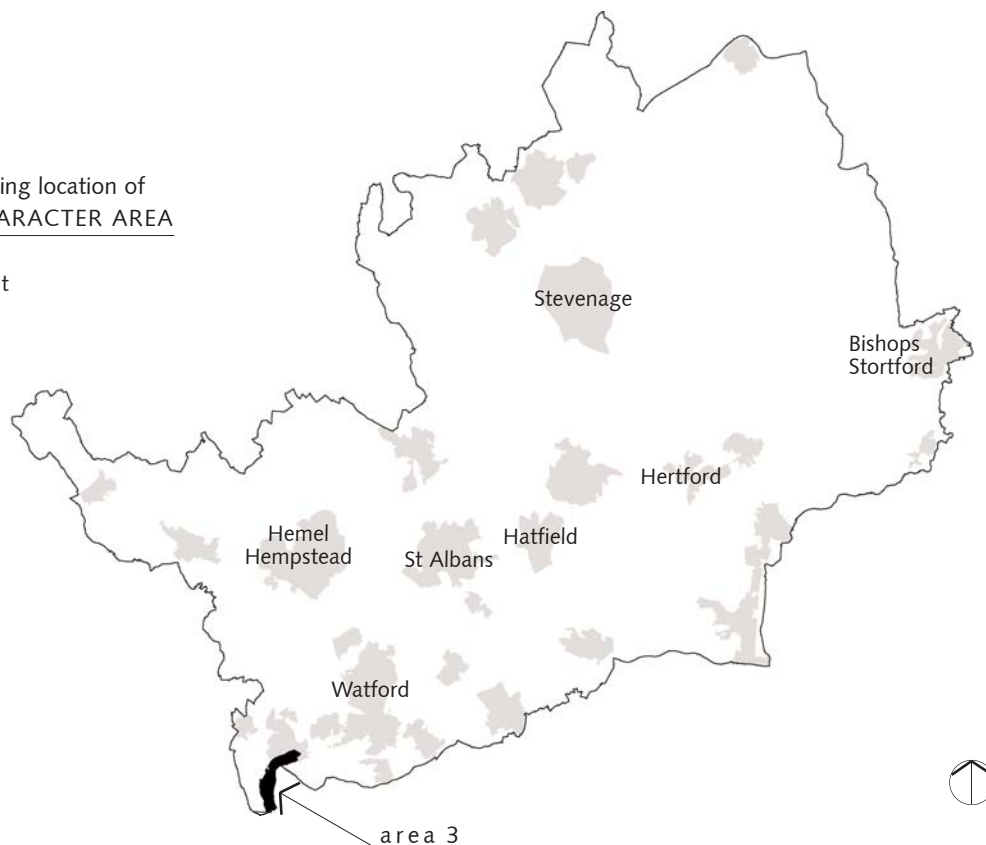 ing location of
ARACTER AREA
t
Stevenage
Bishops
Stortford
Hertford
Hemel
Hempstead
Hatfield
St Albans
Watford
area 3